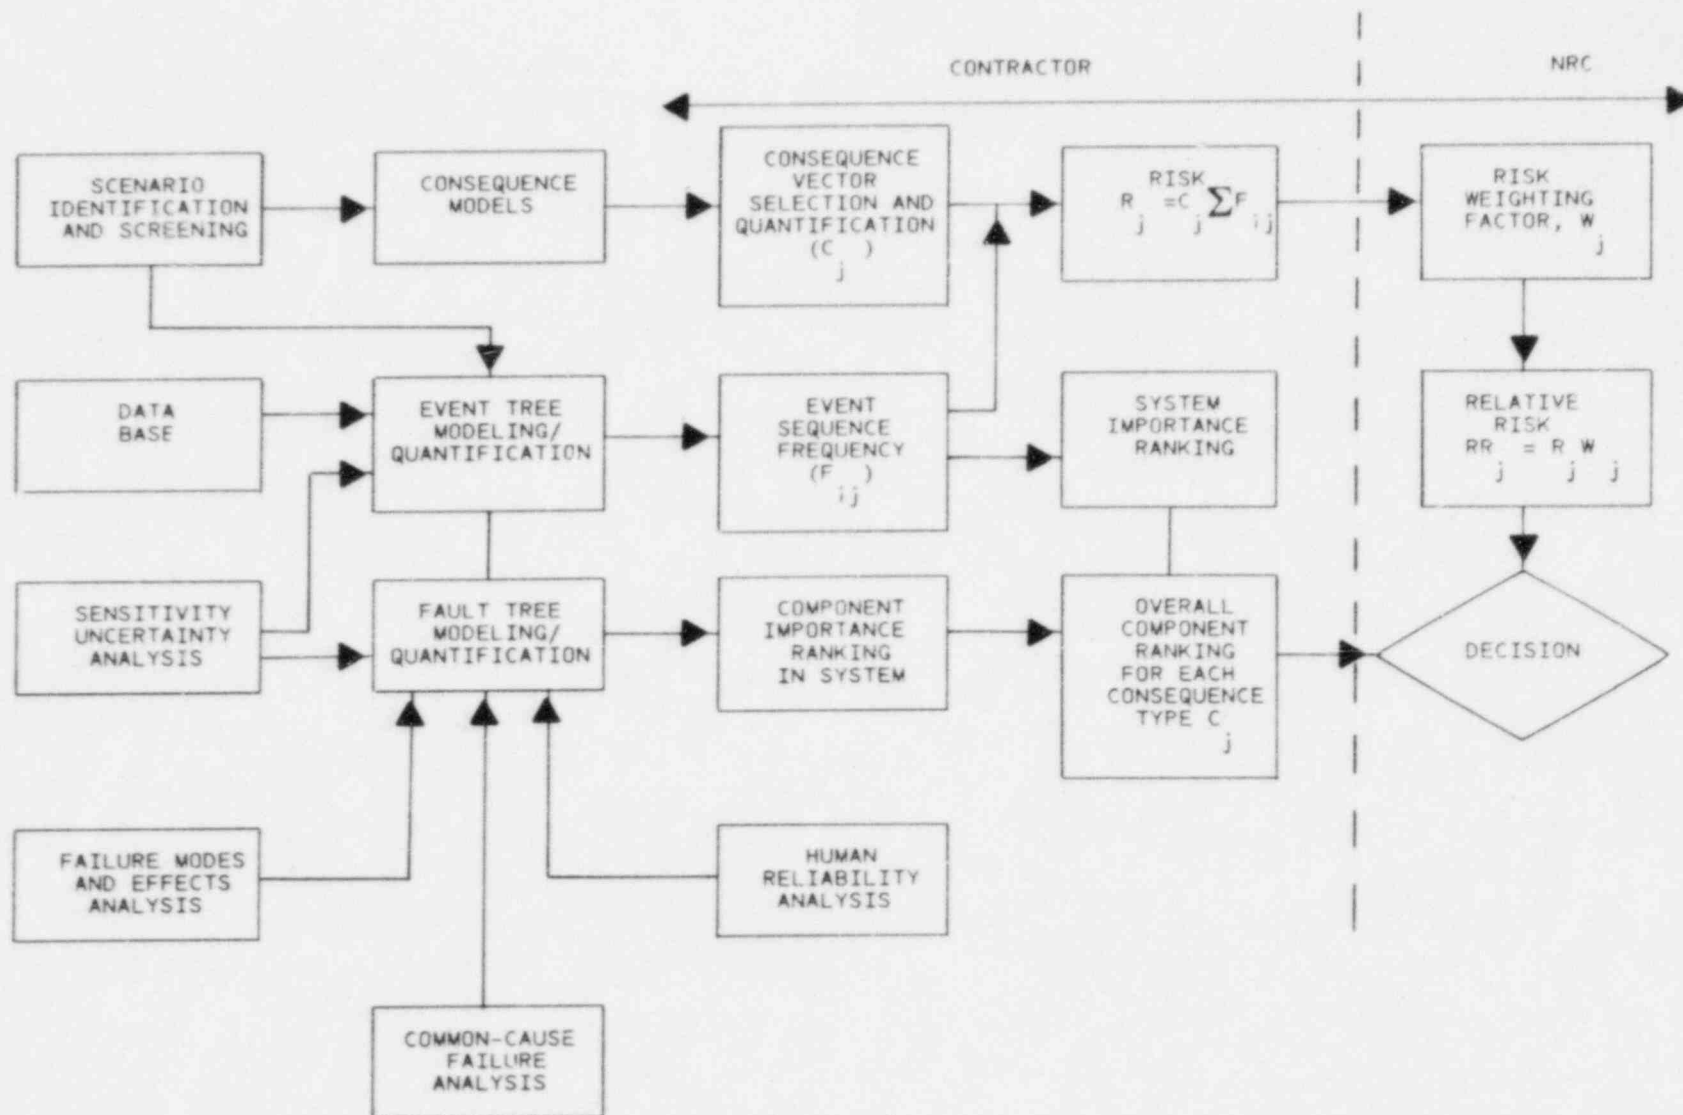 CONTRACTOR
NRC
SCENARIO
IDENTIFICATION
AND SCREENING
CONSEQUENCE
MODELS
CONSEQUENCE
VECTOR
SELECTION AND
QUANTIFICATION
(C j)
RISK
R j = C j ∑ F ij
RISK
WEIGHTING
FACTOR, W j
DATA
BASE
EVENT TREE
MODELING/
QUANTIFICATION
EVENT
SEQUENCE
FREQUENCY
(F ij)
SYSTEM
IMPORTANCE
RANKING
RELATIVE
RISK
RR j = R j W j
SENSITIVITY
UNCERTAINTY
ANALYSIS
FAULT TREE
MODELING/
QUANTIFICATION
COMPONENT
IMPORTANCE
RANKING
IN SYSTEM
OVERALL
COMPONENT
RANKING
FOR EACH
CONSEQUENCE
TYPE C j
DECISION
FAILURE MODES
AND EFFECTS
ANALYSIS
HUMAN
RELIABILITY
ANALYSIS
COMMON-CAUSE
FAILURE
ANALYSIS